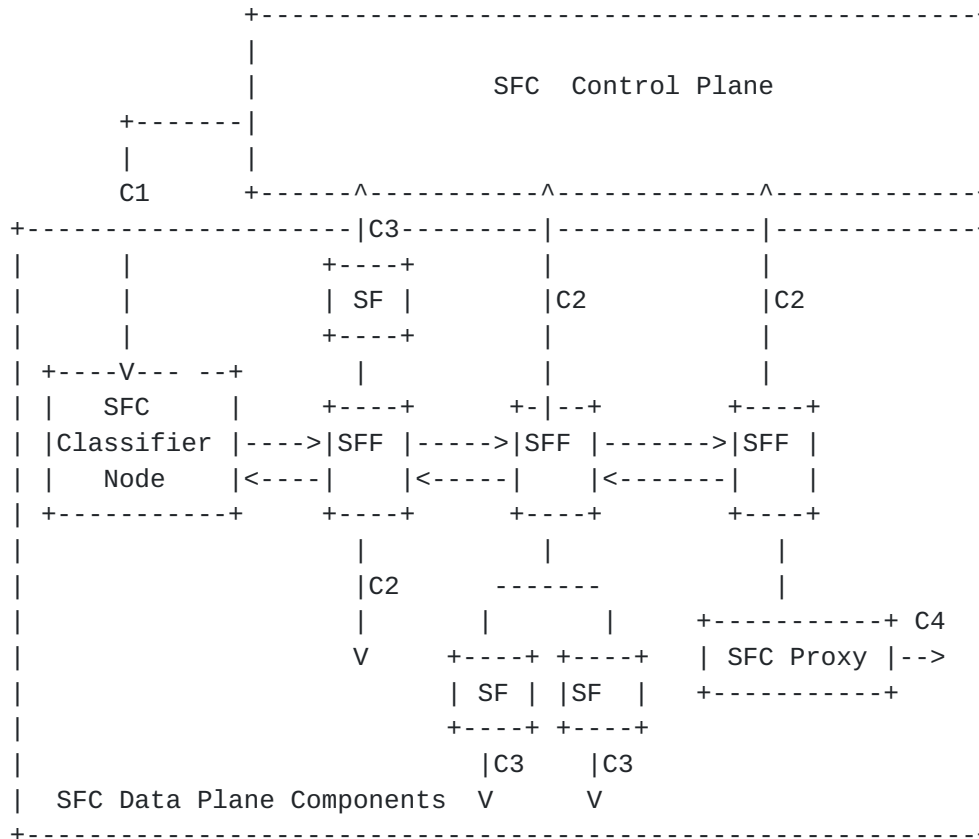 SFC  Control Plane
C1
C3
SF
C2 C2
SFC
Classifier SFF SFF SFF
Node
C2
C4
SFC Proxy
SF SF
C3 C3
SFC Data Plane Components